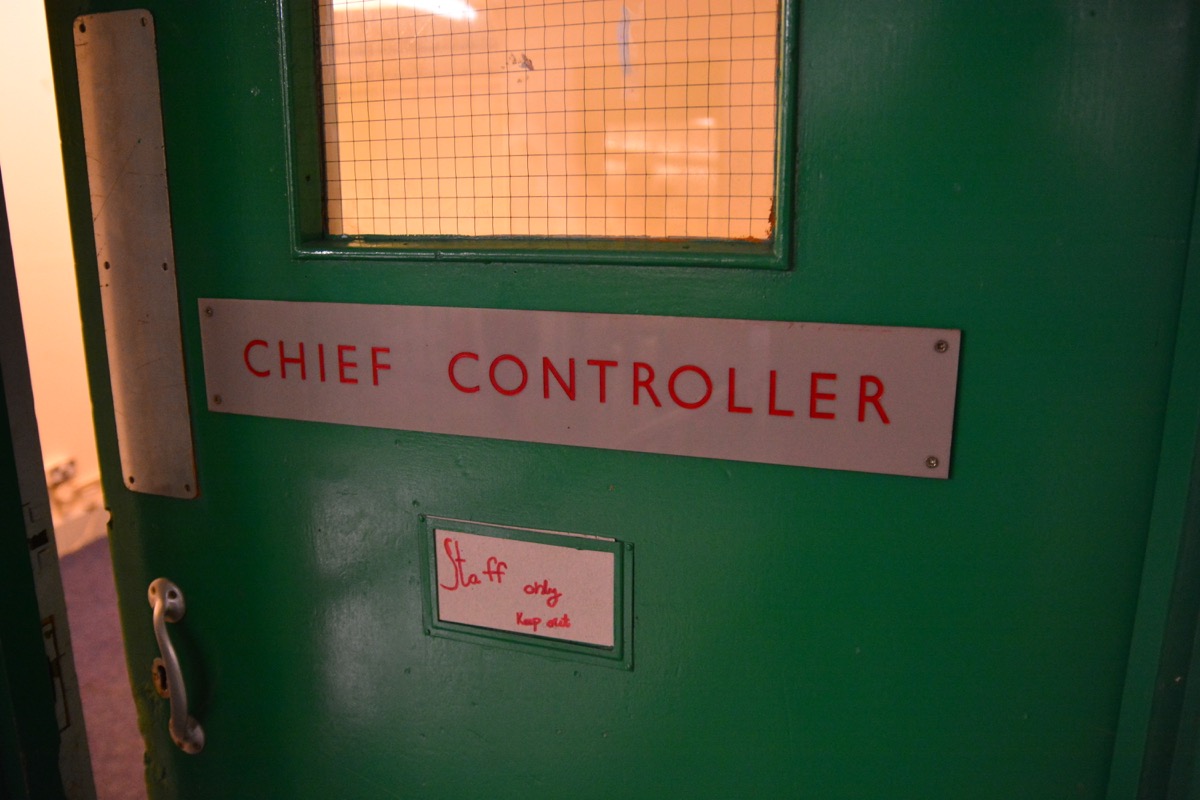 CHIEF CONTROLLER
Staff
only
Keep out